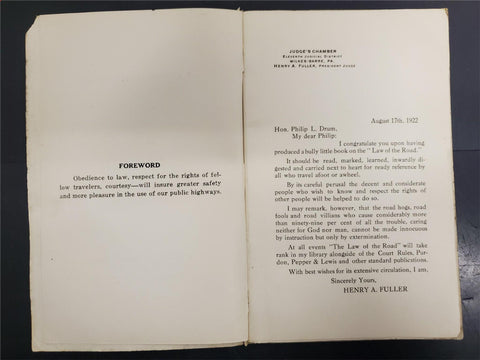 FOREWORD
Obedience to law, respect for the rights of fel-
low travelers, courtesy—will insure greater safety
and more pleasure in the use of our public highways.
JUDGE'S CHAMBER
ELEVENTH JUDICIAL DISTRICT
WILKES-BARRE, PA.
HENRY A. FULLER, PRESIDENT JUDGE
August 17th, 1922
Hon. Philip L. Drum,
My dear Philip:
I congratulate you upon having
produced a bully little book on the "Law of the Road."
It should be read, marked, learned, inwardly di-
gested and carried next to heart for ready reference by
all who travel afoot or awheel.
By its careful perusal the decent and considerate
people who wish to know and respect the rights of
other people will be helped to do so.
I may remark, however, that the road hogs, road
fools and road villians who cause considerably more
than ninety-nine per cent of all the trouble, caring
neither for God nor man, cannot be made innocuous
by instruction but only by extermination.
At all events "The Law of the Road" will take
rank in my library alongside of the Court Rules, Pur-
don, Pepper & Lewis and other standard publications.
With best wishes for its extensive circulation, I am,
Sincerely Yours,
HENRY A. FULLER